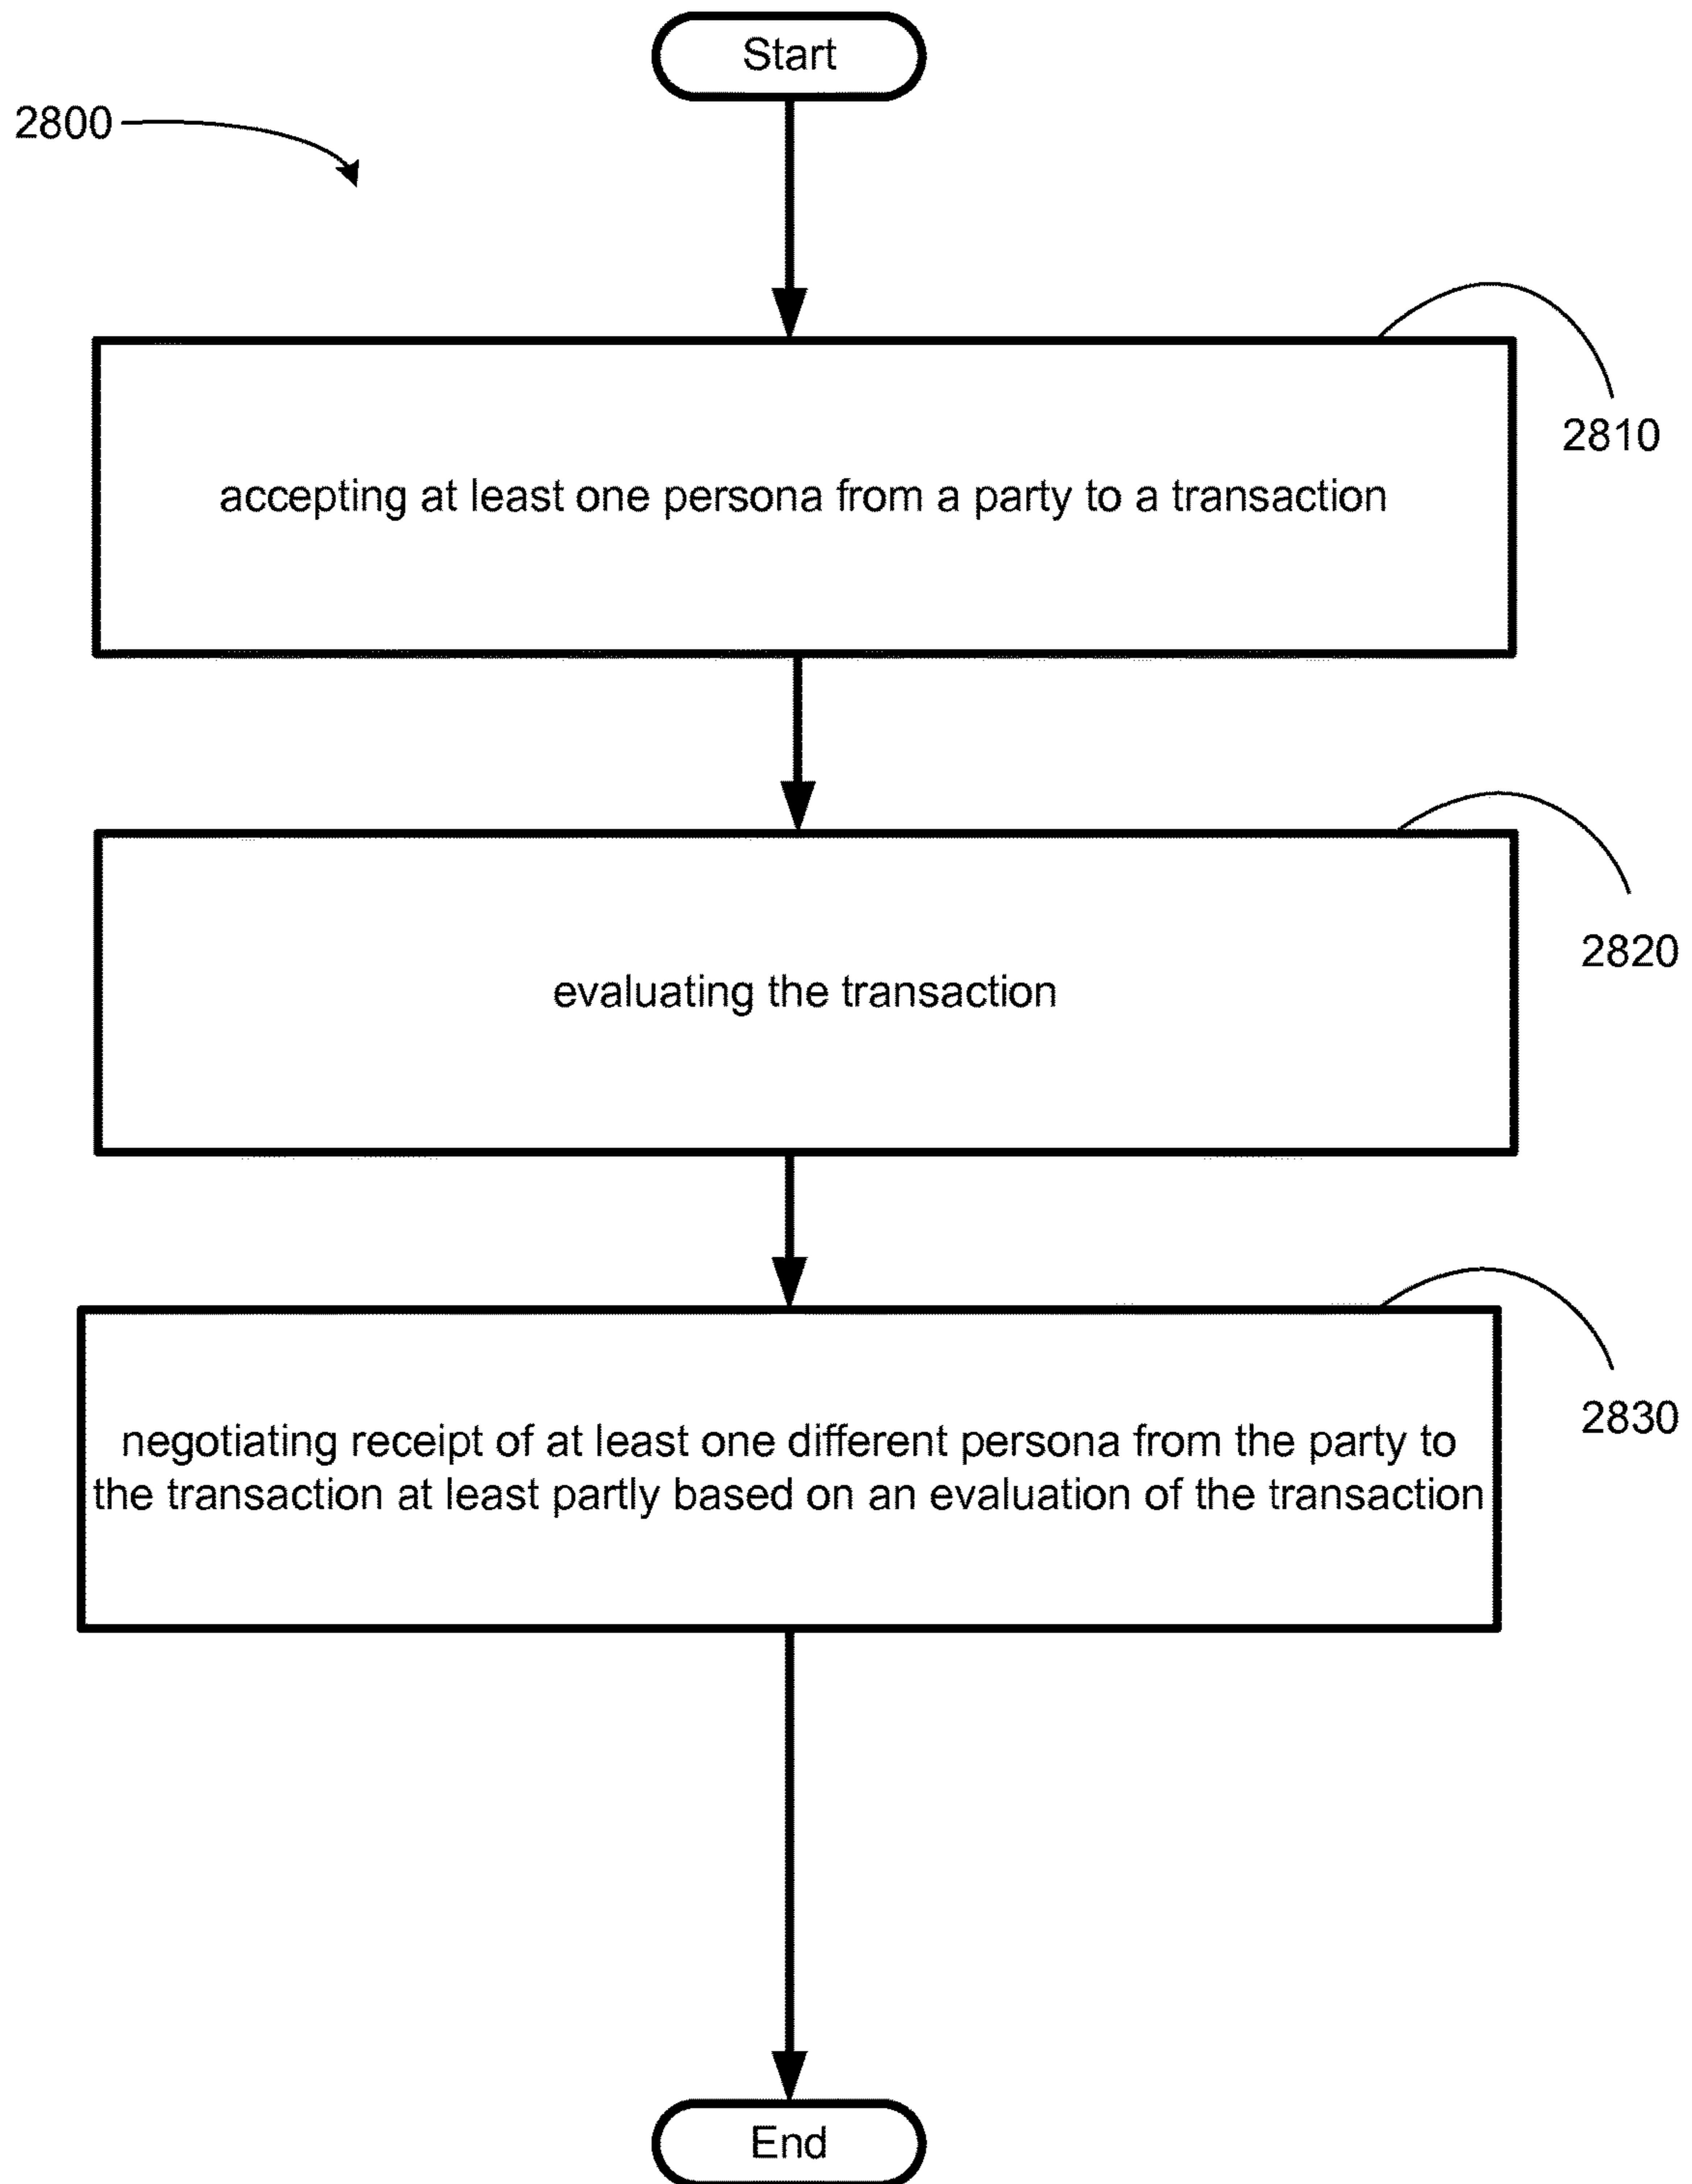 Start
2800
2810
accepting at least one persona from a party to a transaction
2820
evaluating the transaction
2830
negotiating receipt of at least one different persona from the party to
the transaction at least partly based on an evaluation of the transaction
End